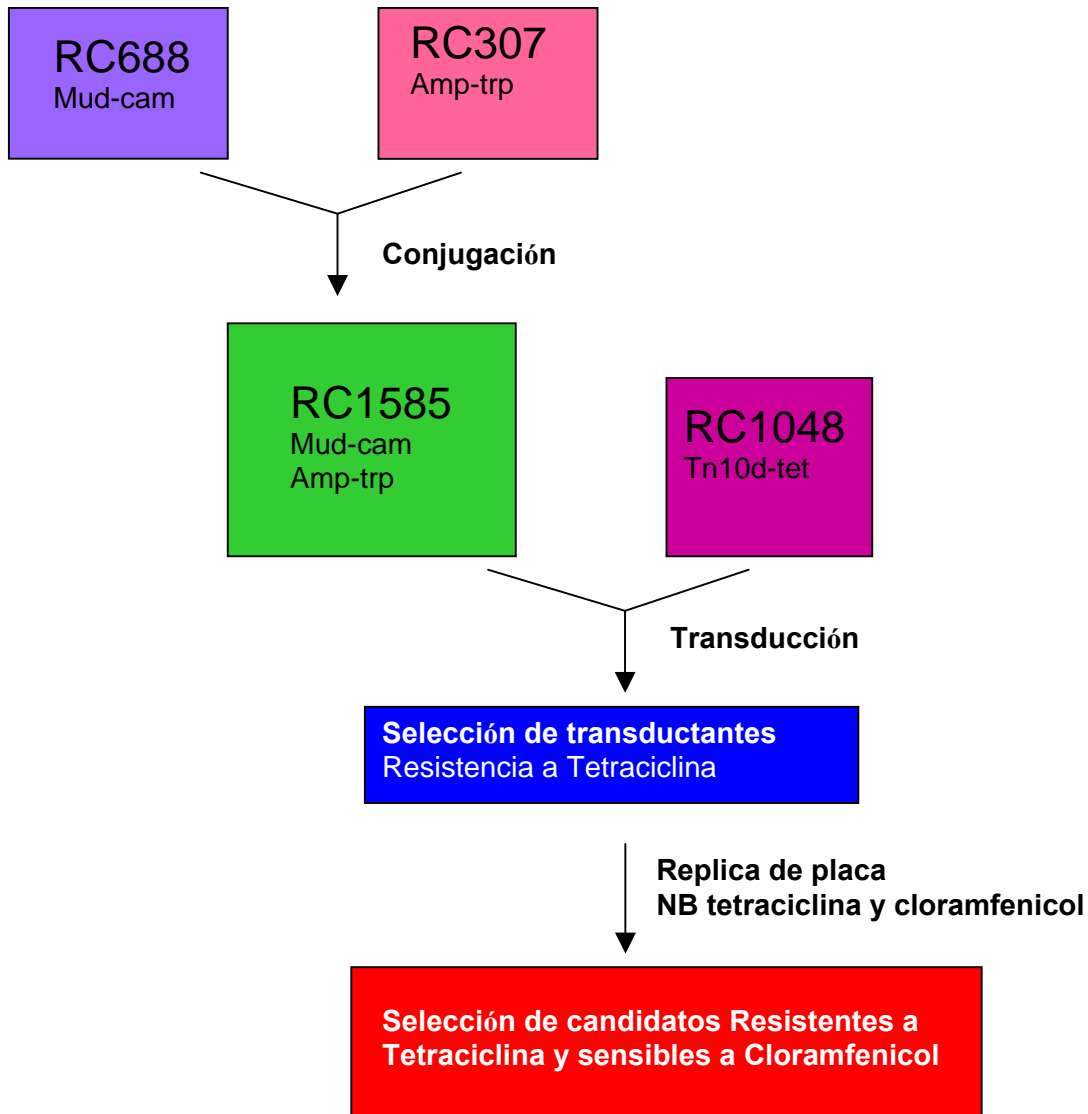 RC688
Mud-cam
RC307
Amp-trp
Conjugación
RC1585
Mud-cam
Amp-trp
RC1048
Tn10d-tet
Transducción
Selección de transductantes
Resistencia a Tetraciclina
Replica de placa
NB tetraciclina y cloramfenicol
Selección de candidatos Resistentes a
Tetraciclina y sensibles a Cloramfenicol